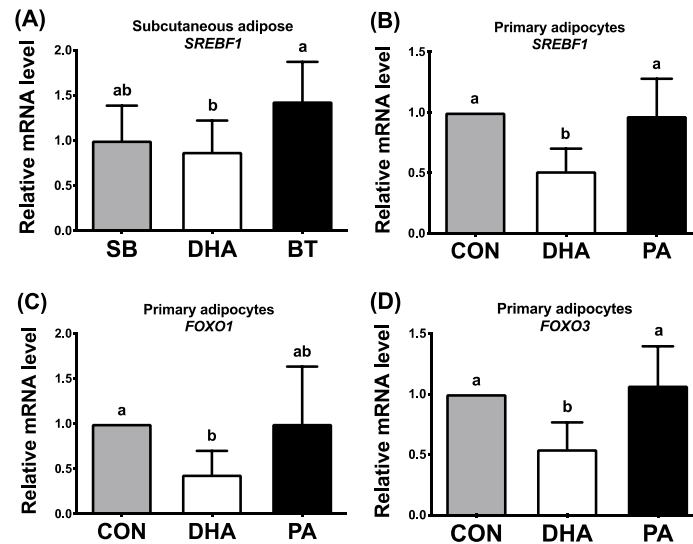 (A)
Subcutaneous adipose
SREBF1
Relative mRNA level
2.0
1.5
1.0
0.5
0.0
ab
b
a
SB DHA BT
(B)
Primary adipocytes
SREBF1
Relative mRNA level
1.5
1.0
0.5
0.0
a
b
a
CON DHA PA
(C)
Primary adipocytes
FOXO1
Relative mRNA level
2.0
1.5
1.0
0.5
0.0
a
b
ab
CON DHA PA
(D)
Primary adipocytes
FOXO3
Relative mRNA level
1.5
1.0
0.5
0.0
a
b
a
CON DHA PA